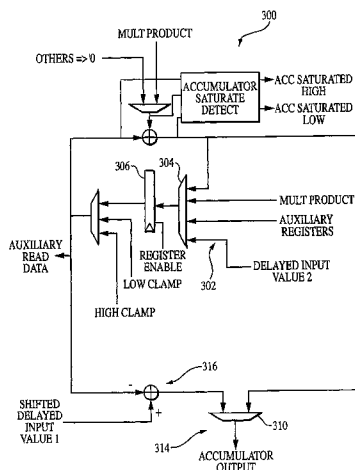 300
MULT PRODUCT
OTHERS => '0
ACCUMULATOR
SATURATE
DETECT
ACC SATURATED
HIGH
ACC SATURATED
LOW
306
304
MULT PRODUCT
AUXILIARY
REGISTERS
REGISTER
ENABLE
302
DELAYED INPUT
VALUE 2
LOW CLAMP
HIGH CLAMP
AUXILIARY
READ
DATA
316
-
+
SHIFTED
DELAYED
INPUT
VALUE 1
310
314
ACCUMULATOR
OUTPUT